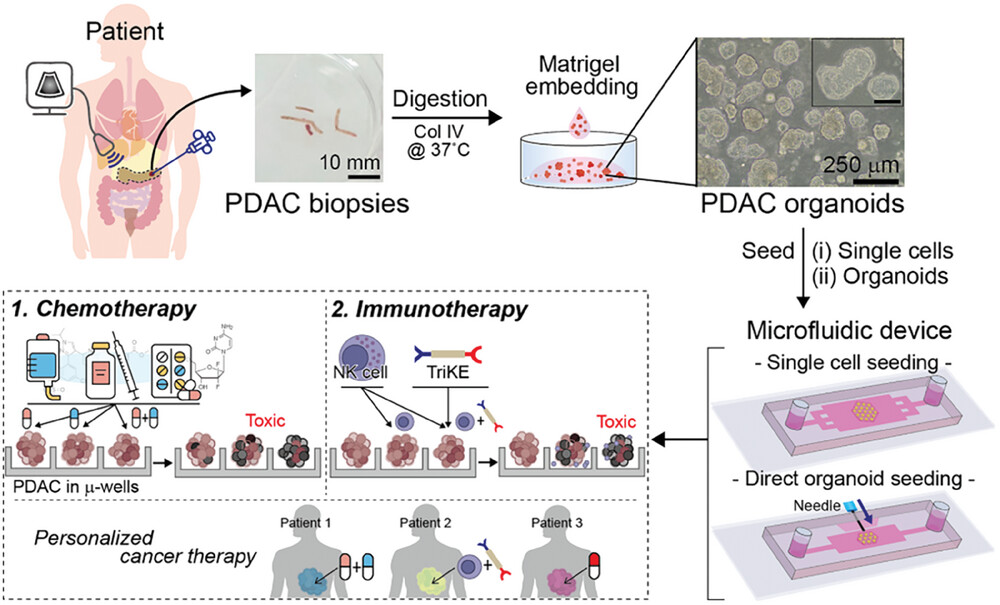 Patient
10 mm
PDAC biopsies
Digestion
Col IV
@ 37°C
Matrigel
embedding
250 μm
PDAC organoids
Seed
(i) Single cells
(ii) Organoids
Microfluidic device
- Single cell seeding -
- Direct organoid seeding -
Needle
1. Chemotherapy
NH₂
N
OH
+
Toxic
PDAC in μ-wells
2. Immunotherapy
NK cell
TriKE
+
Toxic
Personalized
cancer therapy
Patient 1
+
Patient 2
+
Patient 3